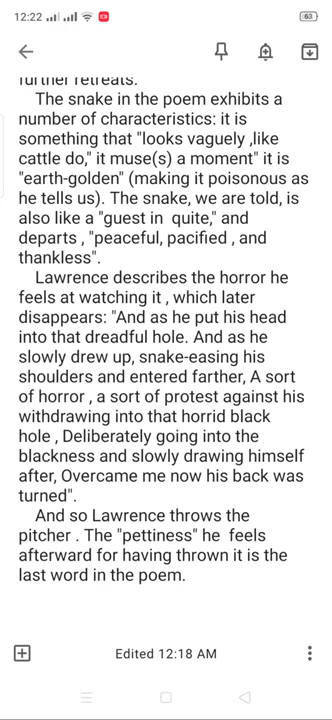 12:22
63
further retreats.
The snake in the poem exhibits a
number of characteristics: it is
something that "looks vaguely ,like
cattle do," it muse(s) a moment" it is
"earth-golden" (making it poisonous as
he tells us). The snake, we are told, is
also like a "guest in  quite," and
departs , "peaceful, pacified , and
thankless".
Lawrence describes the horror he
feels at watching it , which later
disappears: "And as he put his head
into that dreadful hole. And as he
slowly drew up, snake-easing his
shoulders and entered farther, A sort
of horror , a sort of protest against his
withdrawing into that horrid black
hole , Deliberately going into the
blackness and slowly drawing himself
after, Overcame me now his back was
turned".
And so Lawrence throws the
pitcher . The "pettiness" he  feels
afterward for having thrown it is the
last word in the poem.
Edited 12:18 AM